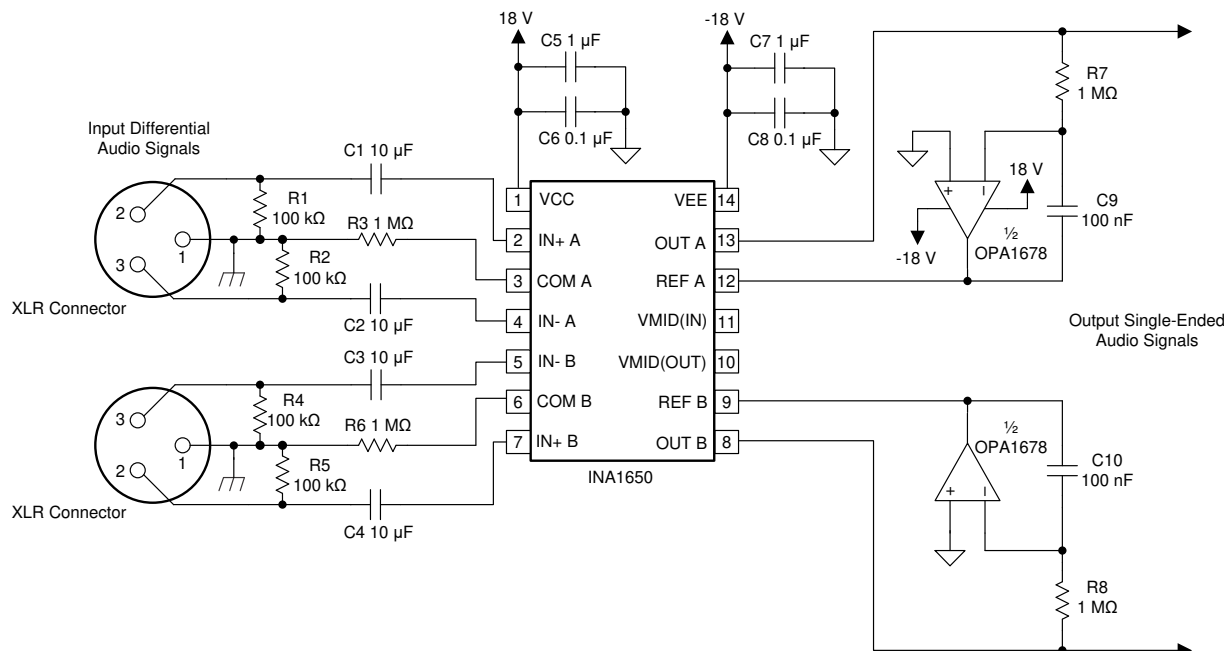 18 V
C5 1 µF
C6 0.1 µF
-18 V
C7 1 µF
C8 0.1 µF
Input Differential
Audio Signals
C1 10 µF
2
1
3
R1
100 kΩ
R3 1 MΩ
R2
100 kΩ
C2 10 µF
XLR Connector
C3 10 µF
3
1
2
R4
100 kΩ
R6 1 MΩ
R5
100 kΩ
C4 10 µF
XLR Connector
1 VCC
2 IN+ A
3 COM A
4 IN- A
5 IN- B
6 COM B
7 IN+ B
VEE 14
OUT A 13
REF A 12
VMID(IN) 11
VMID(OUT) 10
REF B 9
OUT B 8
INA1650
R7
1 MΩ
+
–
18 V
-18 V
½
OPA1678
C9
100 nF
Output Single-Ended
Audio Signals
½
OPA1678
+
–
C10
100 nF
R8
1 MΩ